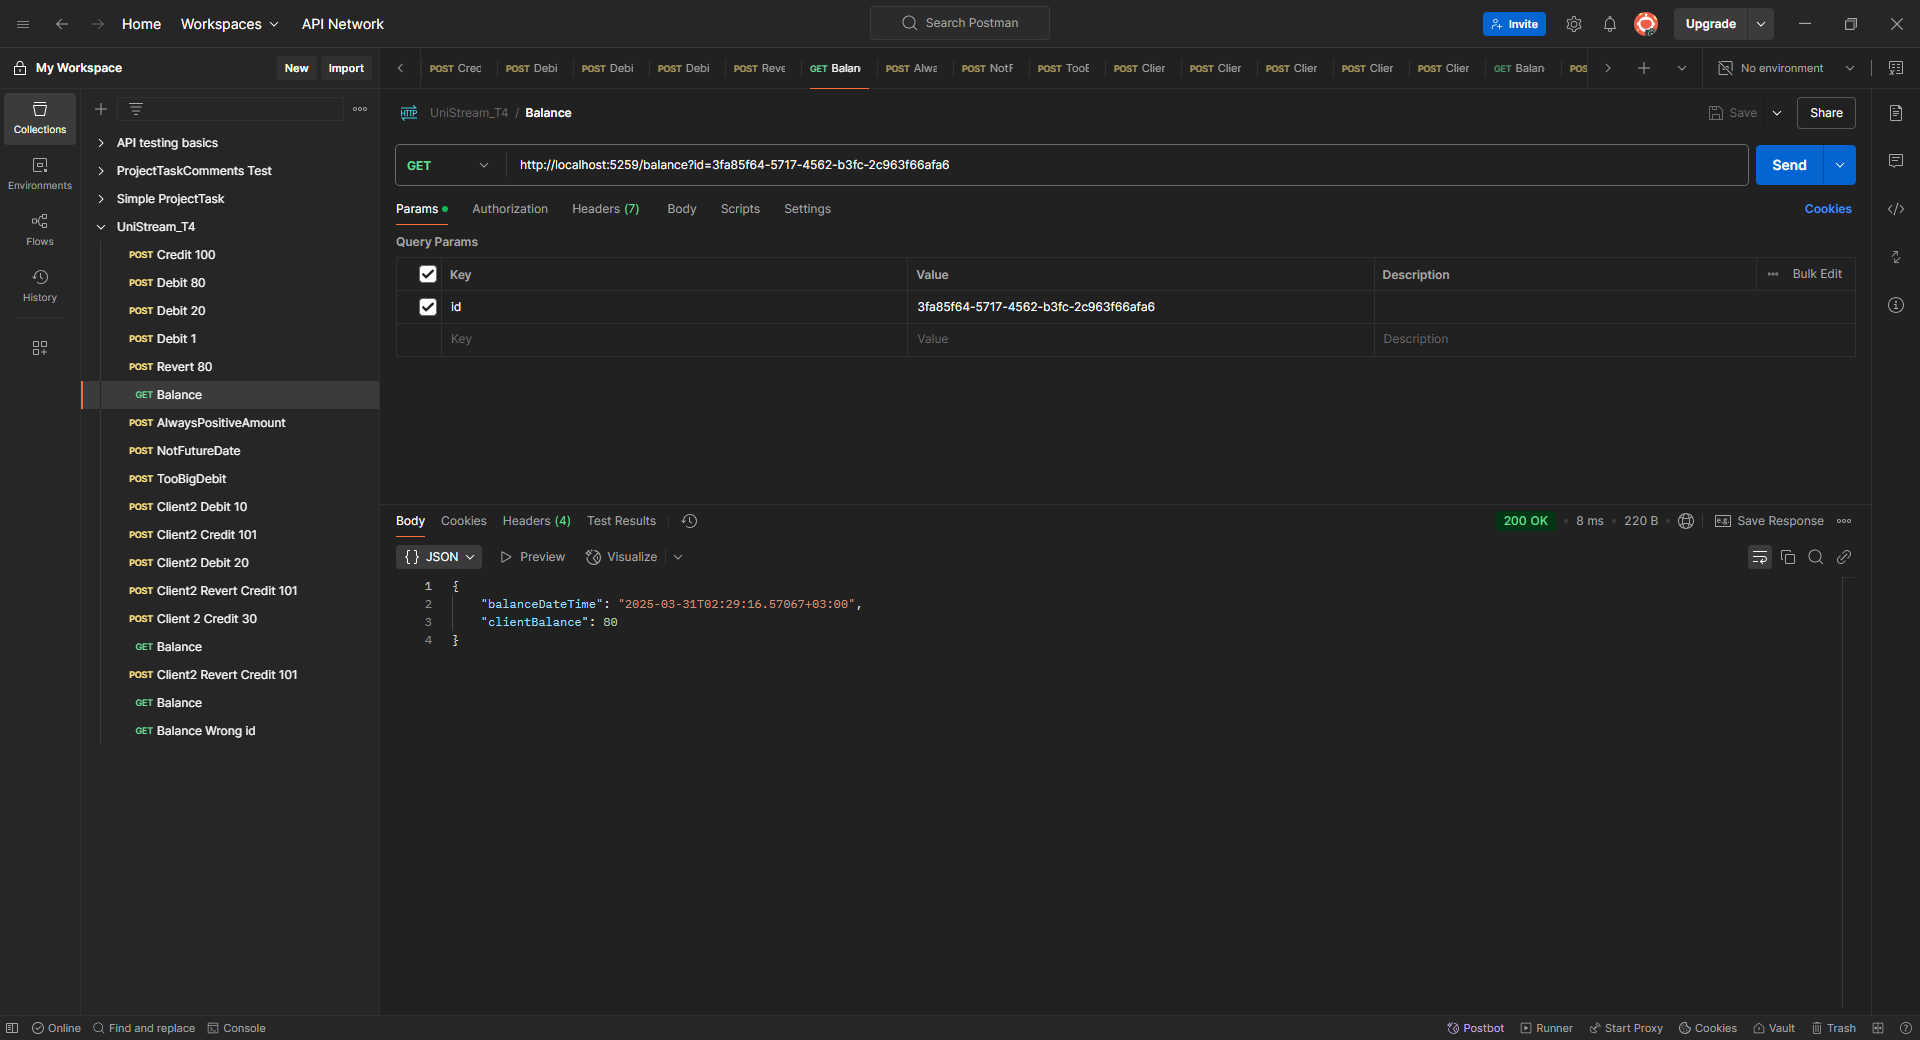 Home
Workspaces
API Network
Search Postman
Invite
Upgrade
My Workspace
New
Import
POST Cred
POST Debi
POST Debi
POST Debi
POST Reve
GET Balan
POST Alwa
POST NotF
POST TooB
POST Clien
POST Clien
POST Clien
POST Clien
POST Clien
GET Balan
POS
No environment
Collections
Environments
Flows
History
API testing basics
ProjectTaskComments Test
Simple ProjectTask
UniStream_T4
POST Credit 100
POST Debit 80
POST Debit 20
POST Debit 1
POST Revert 80
GET Balance
POST AlwaysPositiveAmount
POST NotFutureDate
POST TooBigDebit
POST Client2 Debit 10
POST Client2 Credit 101
POST Client2 Debit 20
POST Client2 Revert Credit 101
POST Client 2 Credit 30
GET Balance
POST Client2 Revert Credit 101
GET Balance
GET Balance Wrong id
HTTP UniStream_T4 / Balance
Save
Share
GET
http://localhost:5259/balance?id=3fa85f64-5717-4562-b3fc-2c963f66afa6
Send
Params
Authorization
Headers (7)
Body
Scripts
Settings
Cookies
Query Params
Key
Value
Description
Bulk Edit
id
3fa85f64-5717-4562-b3fc-2c963f66afa6
Key
Value
Description
Body
Cookies
Headers (4)
Test Results
200 OK
8 ms
220 B
e.g.
Save Response
{} JSON
Preview
Visualize
1 {
2 "balanceDateTime": "2025-03-31T02:29:16.57067+03:00",
3 "clientBalance": 80
4 }
Online
Find and replace
Console
Postbot
Runner
Start Proxy
Cookies
Vault
Trash